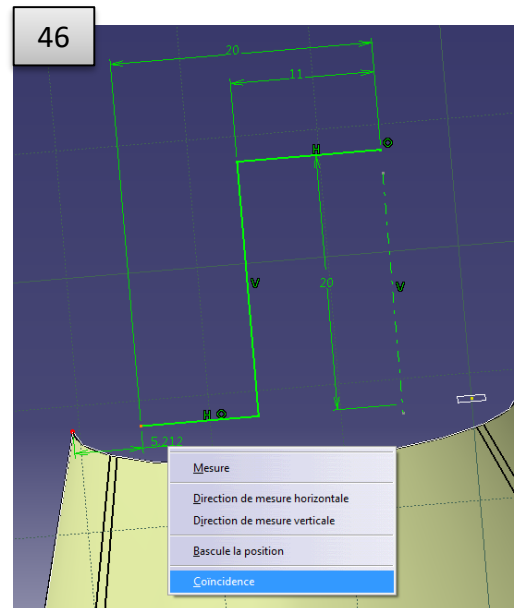 46
20
11
H
V
20
V
H
5,212
Mesure
Direction de mesure horizontale
Direction de mesure verticale
Bascule la position
Coïncidence